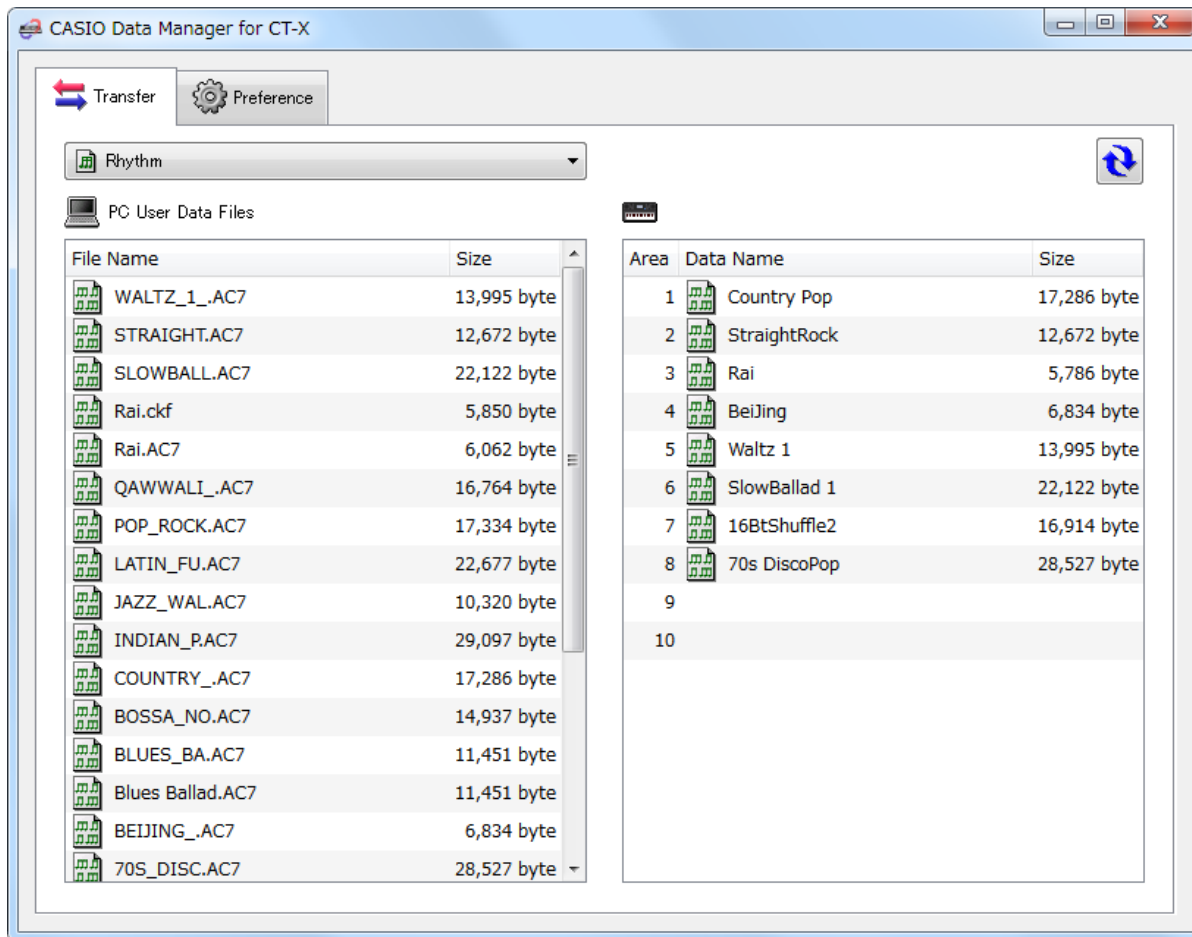 CASIO Data Manager for CT-X
Transfer Preference
Rhythm
PC User Data Files
File Name Size
WALTZ_1_.AC7 13,995 byte
STRAIGHT.AC7 12,672 byte
SLOWBALL.AC7 22,122 byte
Rai.ckf 5,850 byte
Rai.AC7 6,062 byte
QAWWALI_.AC7 16,764 byte
POP_ROCK.AC7 17,334 byte
LATIN_FU.AC7 22,677 byte
JAZZ_WAL.AC7 10,320 byte
INDIAN_P.AC7 29,097 byte
COUNTRY_.AC7 17,286 byte
BOSSA_NO.AC7 14,937 byte
BLUES_BA.AC7 11,451 byte
Blues Ballad.AC7 11,451 byte
BEIJING_.AC7 6,834 byte
70S_DISC.AC7 28,527 byte
Area Data Name Size
1 Country Pop 17,286 byte
2 StraightRock 12,672 byte
3 Rai 5,786 byte
4 BeiJing 6,834 byte
5 Waltz 1 13,995 byte
6 SlowBallad 1 22,122 byte
7 16BtShuffle2 16,914 byte
8 70s DiscoPop 28,527 byte
9
10